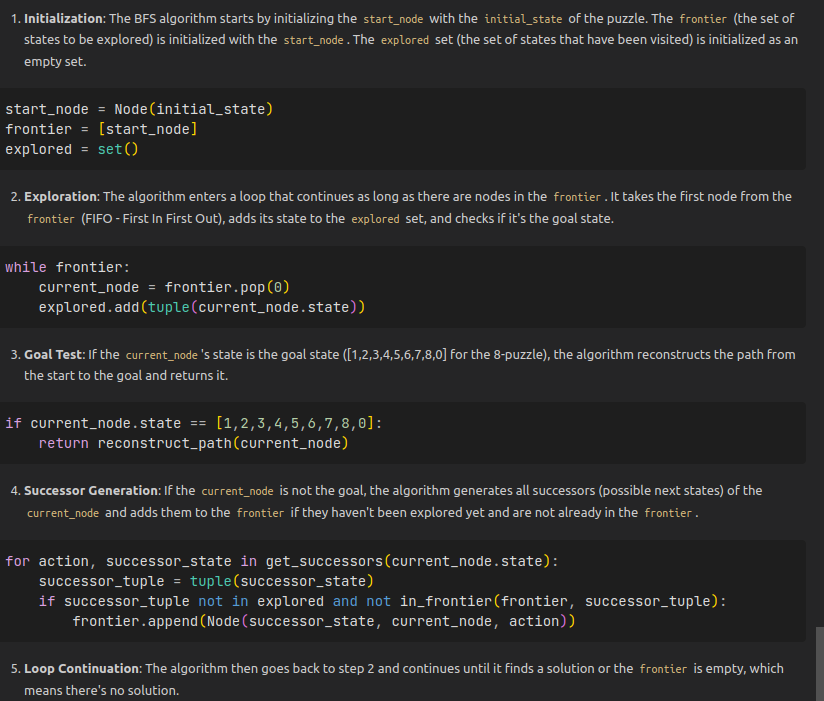 1. Initialization: The BFS algorithm starts by initializing the start_node with the initial_state of the puzzle. The frontier (the set of
states to be explored) is initialized with the start_node. The explored set (the set of states that have been visited) is initialized as an
empty set.
start_node = Node(initial_state)
frontier = [start_node]
explored = set()
2. Exploration: The algorithm enters a loop that continues as long as there are nodes in the frontier. It takes the first node from the
frontier (FIFO - First In First Out), adds its state to the explored set, and checks if it's the goal state.
while frontier:
    current_node = frontier.pop(0)
    explored.add(tuple(current_node.state))
3. Goal Test: If the current_node's state is the goal state ([1,2,3,4,5,6,7,8,0] for the 8-puzzle), the algorithm reconstructs the path from
the start to the goal and returns it.
if current_node.state == [1,2,3,4,5,6,7,8,0]:
    return reconstruct_path(current_node)
4. Successor Generation: If the current_node is not the goal, the algorithm generates all successors (possible next states) of the
current_node and adds them to the frontier if they haven't been explored yet and are not already in the frontier.
for action, successor_state in get_successors(current_node.state):
    successor_tuple = tuple(successor_state)
    if successor_tuple not in explored and not in_frontier(frontier, successor_tuple):
        frontier.append(Node(successor_state, current_node, action))
5. Loop Continuation: The algorithm then goes back to step 2 and continues until it finds a solution or the frontier is empty, which
means there's no solution.